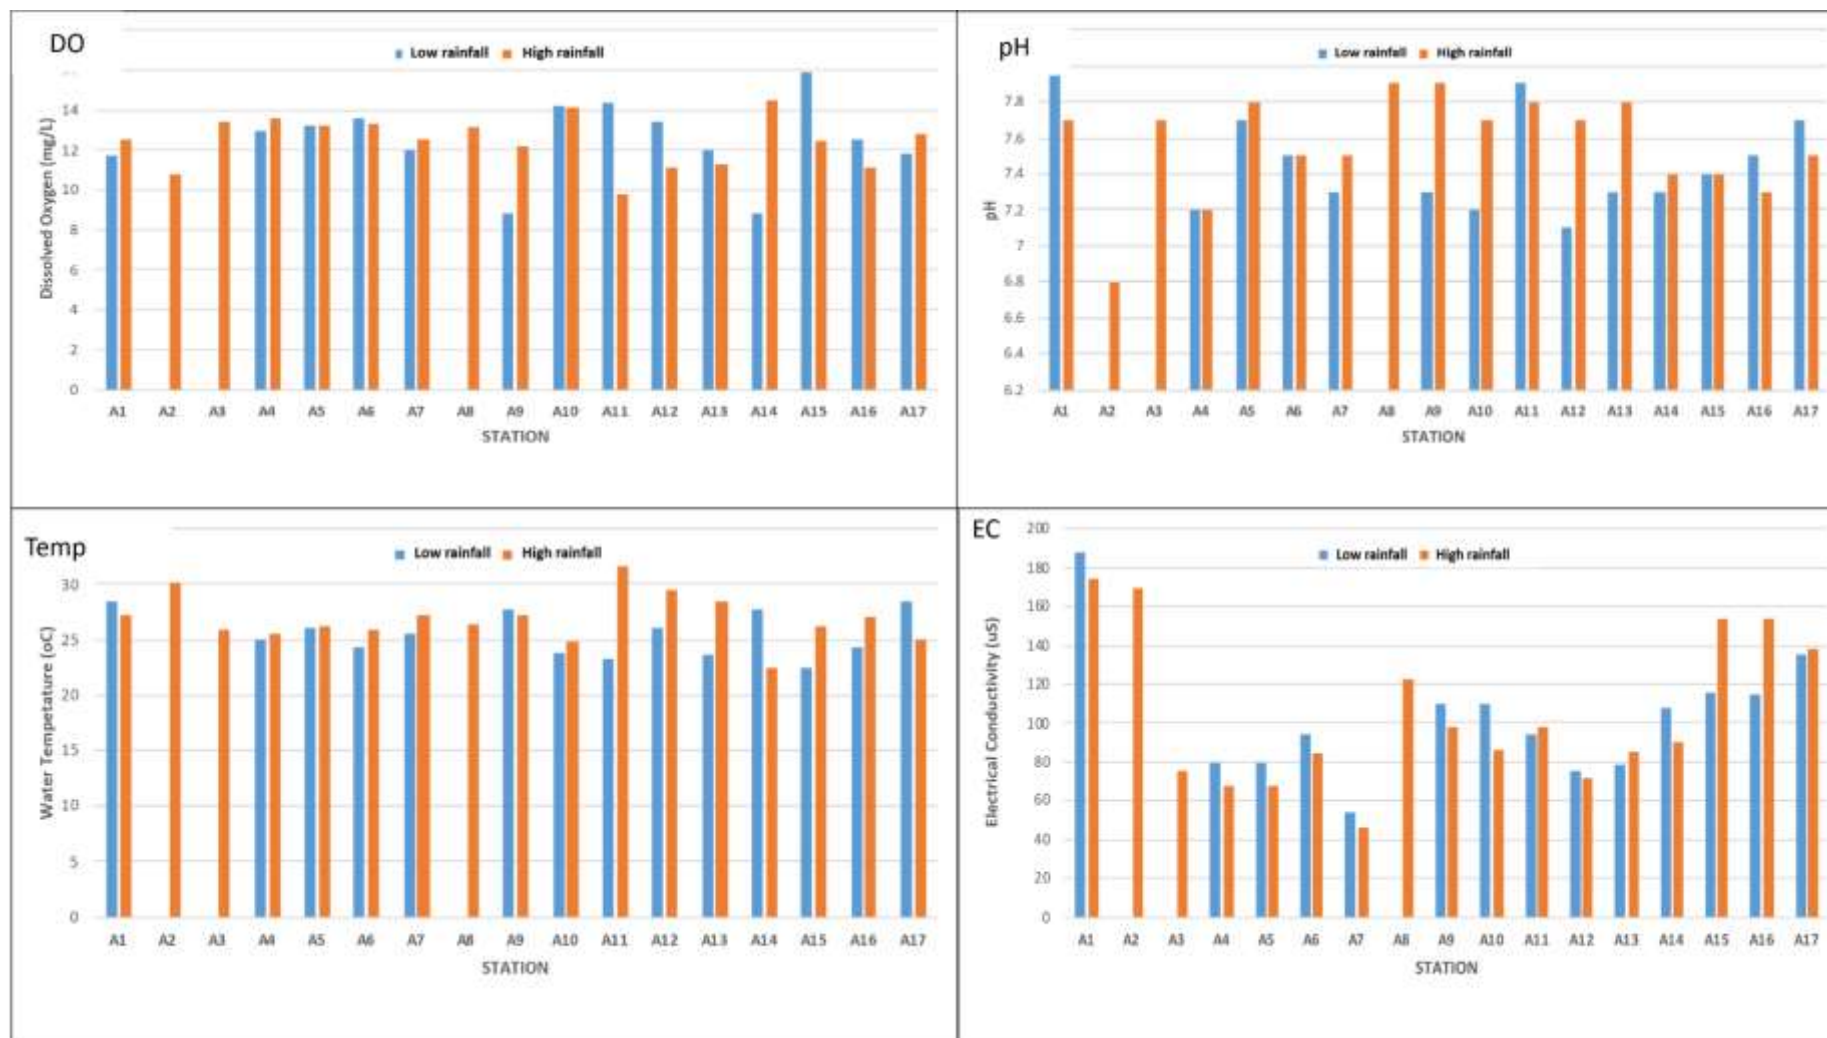 DO
Low rainfall High rainfall
Dissolved Oxygen (mg/L)
14
12
10
8
6
4
2
0
A1 A2 A3 A4 A5 A6 A7 A8 A9 A10 A11 A12 A13 A14 A15 A16 A17
STATION
pH
Low rainfall High rainfall
pH
7.8
7.6
7.4
7.2
7
6.8
6.6
6.4
6.2
A1 A2 A3 A4 A5 A6 A7 A8 A9 A10 A11 A12 A13 A14 A15 A16 A17
STATION
Temp
Low rainfall High rainfall
Water Tempetature (oC)
30
25
20
15
10
5
0
A1 A2 A3 A4 A5 A6 A7 A8 A9 A10 A11 A12 A13 A14 A15 A16 A17
STATION
EC
Low rainfall High rainfall
Electrical Conductivity (uS)
200
180
160
140
120
100
80
60
40
20
0
A1 A2 A3 A4 A5 A6 A7 A8 A9 A10 A11 A12 A13 A14 A15 A16 A17
STATION